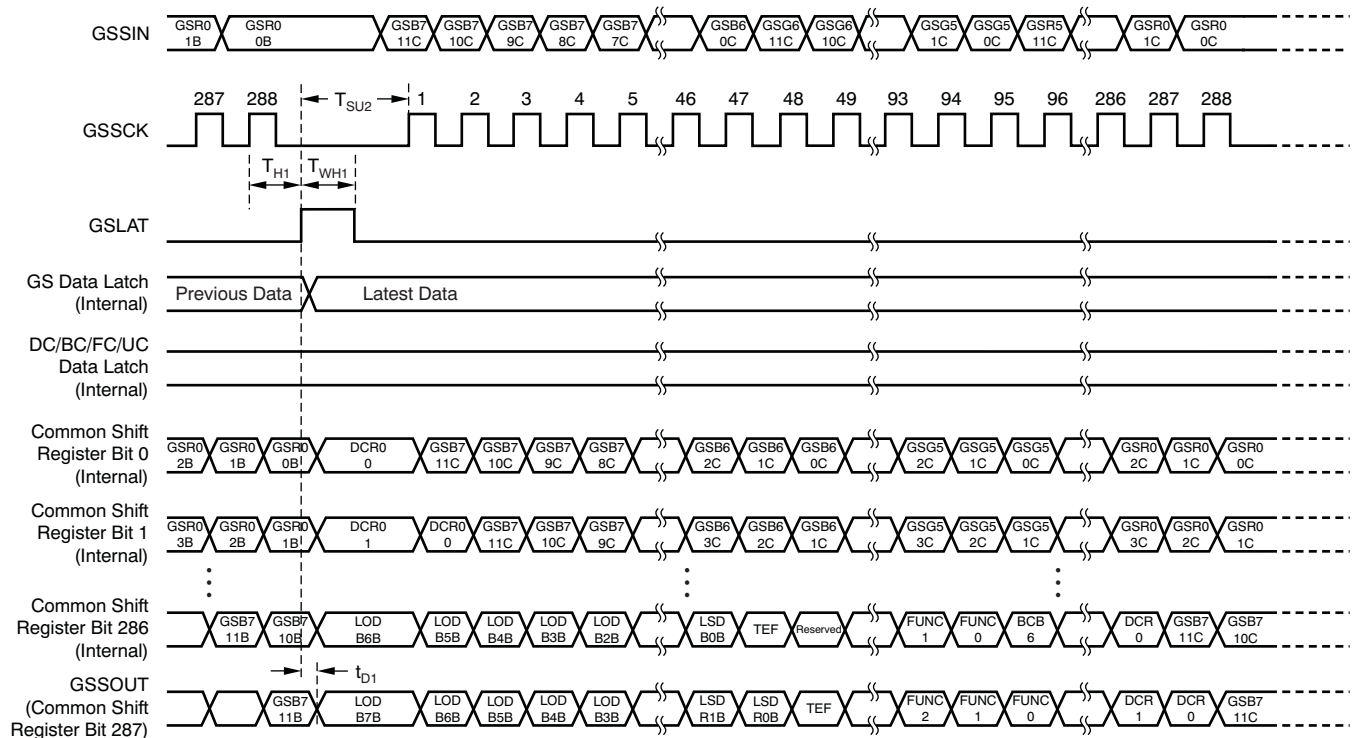 GSSIN
GSR0 1B
GSR0 0B
GSB7 11C
GSB7 10C
GSB7 9C
GSB7 8C
GSB7 7C
GSB6 0C
GSG6 11C
GSG6 10C
GSG5 1C
GSG5 0C
GSR5 11C
GSR0 1C
GSR0 0C
GSSCK
287
288
TSU2
1
2
3
4
5
46
47
48
49
93
94
95
96
286
287
288
TH1
TWH1
GSLAT
GS Data Latch
(Internal)
Previous Data
Latest Data
DC/BC/FC/UC
Data Latch
(Internal)
Common Shift
Register Bit 0
(Internal)
GSR0 2B
GSR0 1B
GSR0 0B
DCR0 0
GSB7 11C
GSB7 10C
GSB7 9C
GSB7 8C
GSB6 2C
GSB6 1C
GSB6 0C
GSG5 2C
GSG5 1C
GSG5 0C
GSR0 2C
GSR0 1C
GSR0 0C
Common Shift
Register Bit 1
(Internal)
GSR0 3B
GSR0 2B
GSR0 1B
DCR0 1
DCR0 0
GSB7 11C
GSB7 10C
GSB7 9C
GSB6 3C
GSB6 2C
GSB6 1C
GSG5 3C
GSG5 2C
GSG5 1C
GSR0 3C
GSR0 2C
GSR0 1C
Common Shift
Register Bit 286
(Internal)
GSB7 11B
GSB7 10B
LOD B6B
LOD B5B
LOD B4B
LOD B3B
LOD B2B
LSD B0B
TEF
Reserved
FUNC 1
FUNC 0
BCB 6
DCR 0
GSB7 11C
GSB7 10C
tD1
GSSOUT
(Common Shift
Register Bit 287)
GSB7 11B
LOD B7B
LOD B6B
LOD B5B
LOD B4B
LOD B3B
LSD R1B
LSD R0B
TEF
FUNC 2
FUNC 1
FUNC 0
DCR 1
DCR 0
GSB7 11C